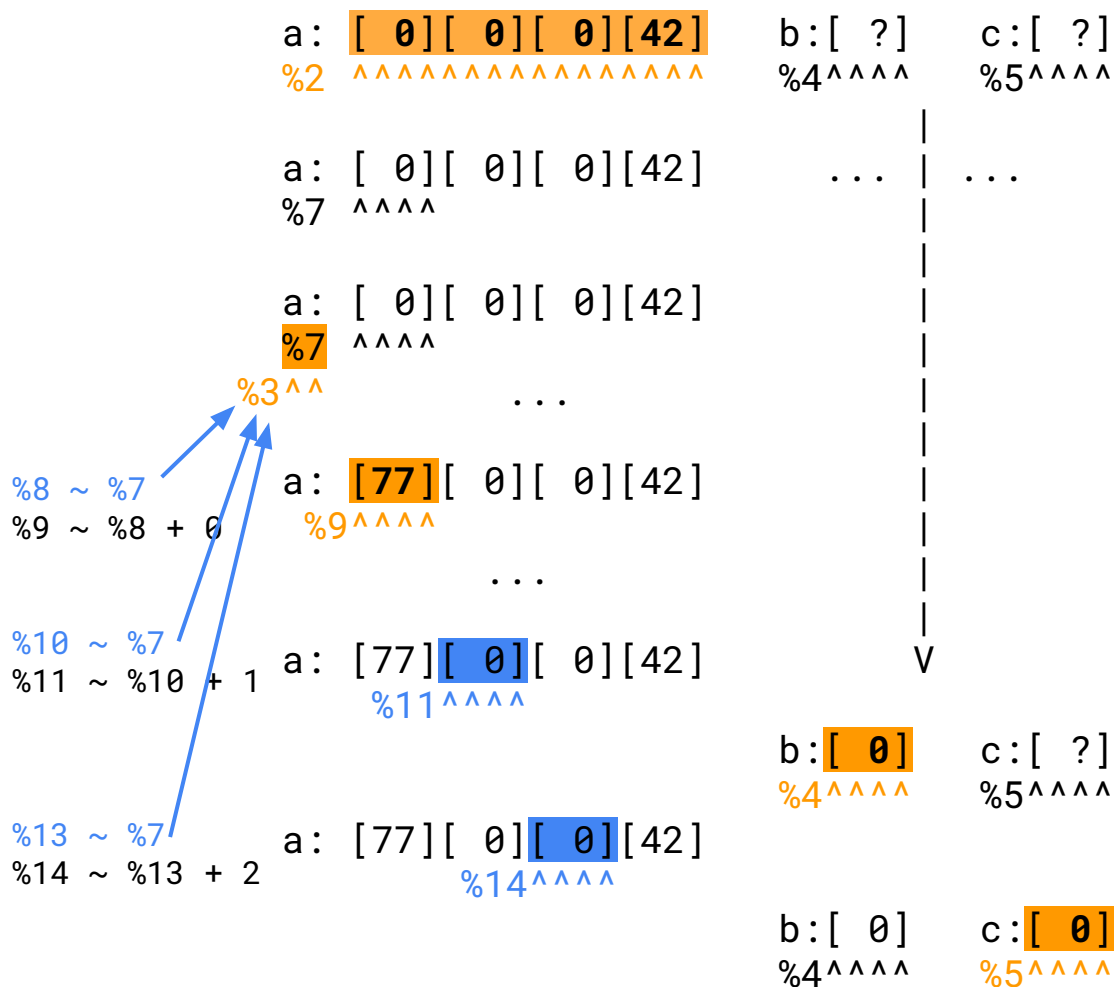 a: [ 0][ 0][ 0][42] b:[ ?] c:[ ?]
%2 ^^^^^^^^^^^^^^^^ %4^^^^ %5^^^^
|
a: [ 0][ 0][ 0][42] ... | ...
%7 ^^^^ |
|
a: [ 0][ 0][ 0][42] |
%7 ^^^^ |
%3^^ ... |
|
%8 ~ %7 a: [77][ 0][ 0][42] |
%9 ~ %8 + 0 %9^^^^ |
... |
|
%10 ~ %7 a: [77][ 0][ 0][42] V
%11 ~ %10 + 1 %11^^^^
b:[ 0] c:[ ?]
%4^^^^ %5^^^^
%13 ~ %7 a: [77][ 0][ 0][42]
%14 ~ %13 + 2 %14^^^^
b:[ 0] c:[ 0]
%4^^^^ %5^^^^